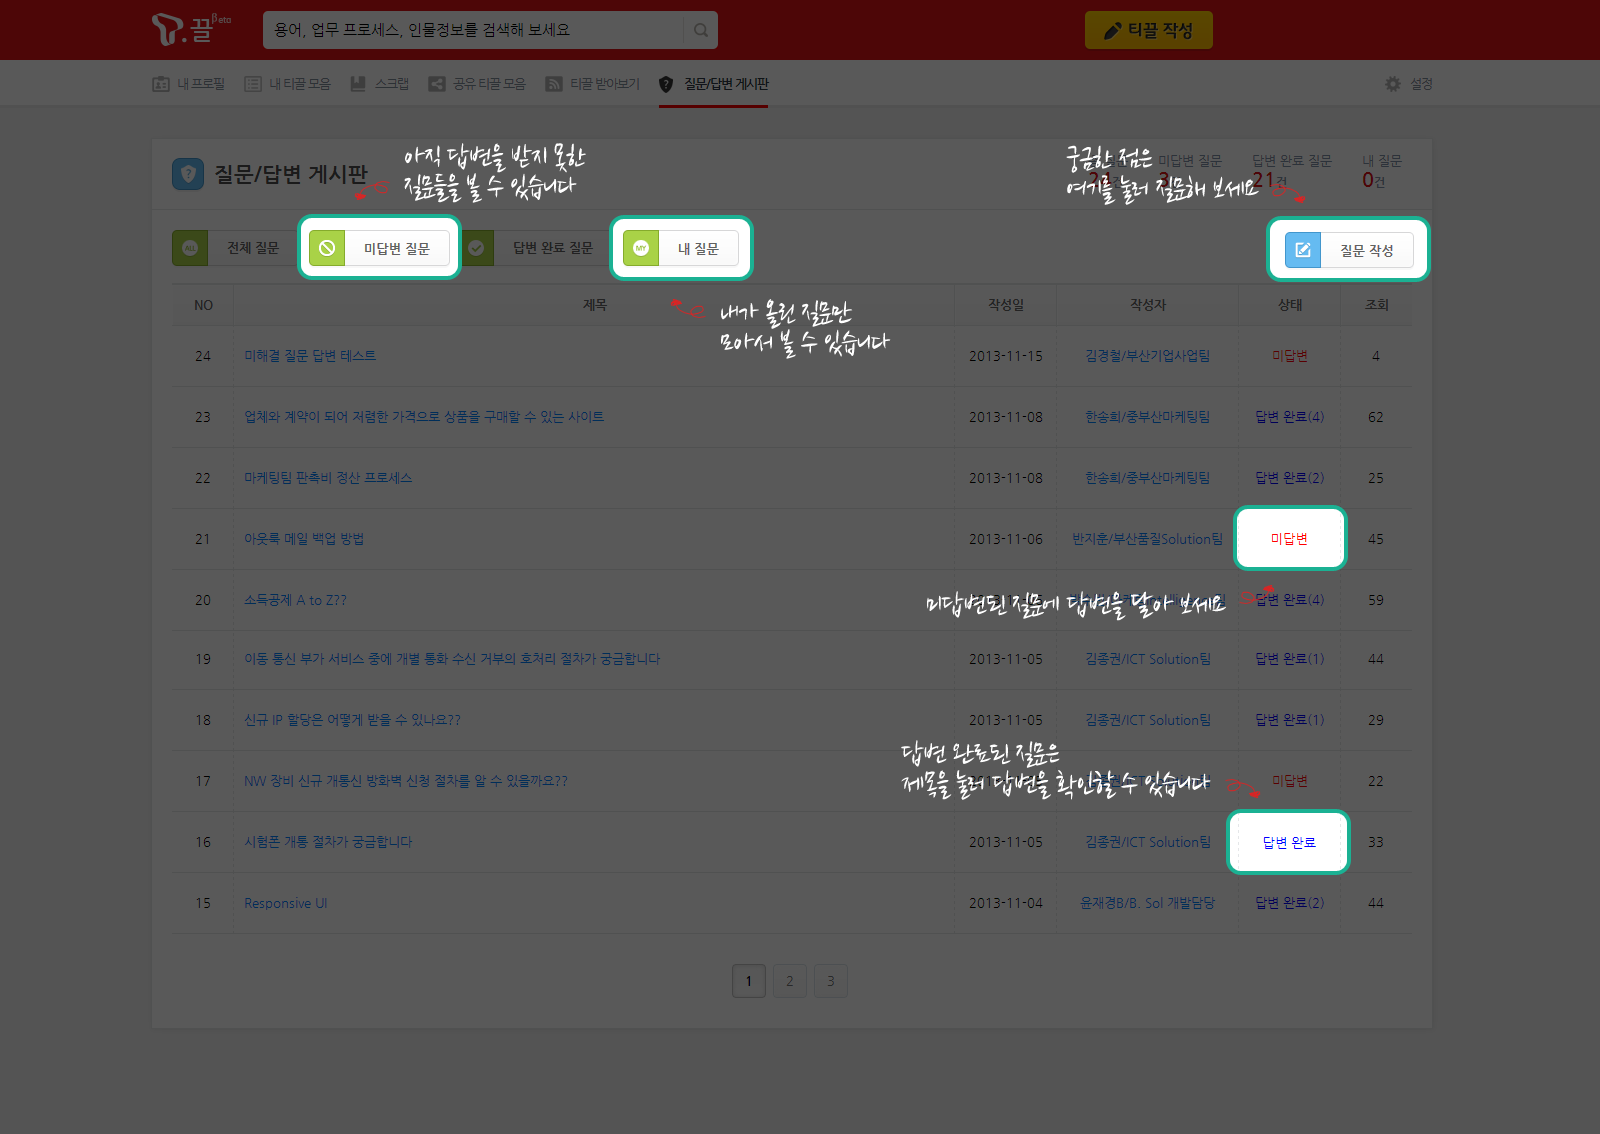 T.끌 Beta
용어, 업무 프로세스, 인물정보를 검색해 보세요
티끌 작성
내 프로필
내 티끌 모음
스크랩
공유 티끌 모음
티끌 받아보기
질문/답변 게시판
설정
질문/답변 게시판
아직 답변을 받지 못한
질문들을 볼 수 있습니다
궁금한 점은
여기를 눌러 질문해 보세요
24건
미답변 질문
3
답변 완료 질문
21건
내 질문
0건
ALL 전체 질문
미답변 질문
답변 완료 질문
MY 내 질문
질문 작성
내가 올린 질문만
모아서 볼 수 있습니다
NO 제목 작성일 작성자 상태 조회
24 미해결 질문 답변 테스트 2013-11-15 김경철/부산기업사업팀 미답변 4
23 업체와 계약이 되어 저렴한 가격으로 상품을 구매할 수 있는 사이트 2013-11-08 한송희/중부산마케팅팀 답변 완료(4) 62
22 마케팅팀 판촉비 정산 프로세스 2013-11-08 한송희/중부산마케팅팀 답변 완료(2) 25
21 아웃룩 메일 백업 방법 2013-11-06 반지훈/부산품질Solution팀 미답변 45
미답변된 질문에 답변을 달아 보세요
20 소득공제 A to Z?? 답변 완료(4) 59
19 이동 통신 부가 서비스 중에 개별 통화 수신 거부의 호처리 절차가 궁금합니다 2013-11-05 김종권/ICT Solution팀 답변 완료(1) 44
18 신규 IP 할당은 어떻게 받을 수 있나요?? 2013-11-05 김종권/ICT Solution팀 답변 완료(1) 29
답변 완료된 질문은
제목을 눌러 답변을 확인할 수 있습니다
17 NW 장비 신규 개통신 방화벽 신청 절차를 알 수 있을까요?? 미답변 22
16 시험폰 개통 절차가 궁금합니다 2013-11-05 김종권/ICT Solution팀 답변 완료 33
15 Responsive UI 2013-11-04 윤재경B/B. Sol 개발담당 답변 완료(2) 44
1 2 3